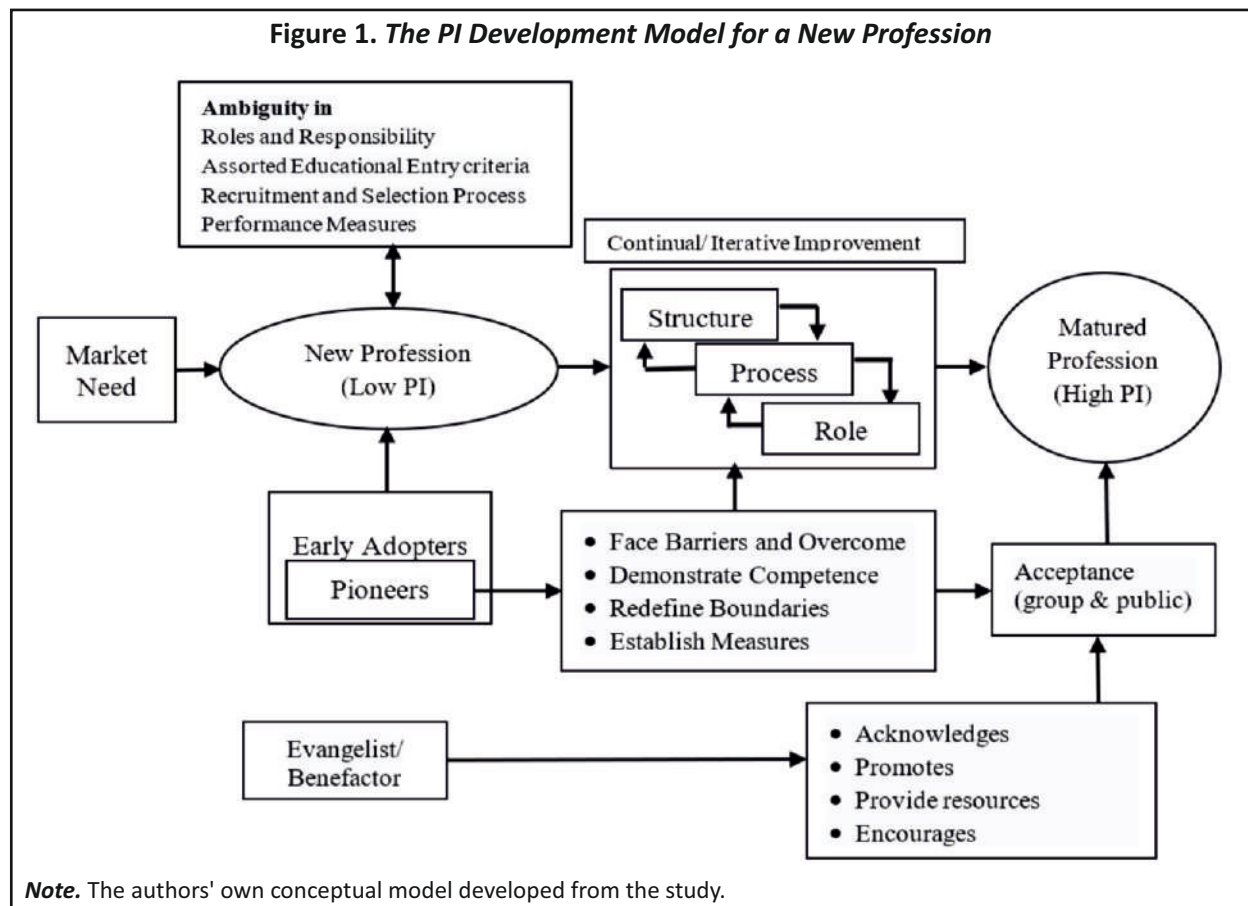 Figure 1. The PI Development Model for a New Profession
Ambiguity in
Roles and Responsibility
Assorted Educational Entry criteria
Recruitment and Selection Process
Performance Measures
Continual/ Iterative Improvement
Market
Need
New Profession
(Low PI)
Structure
Process
Role
Matured
Profession
(High PI)
Early Adopters
Pioneers
• Face Barriers and Overcome
• Demonstrate Competence
• Redefine Boundaries
• Establish Measures
Acceptance
(group & public)
Evangelist/
Benefactor
• Acknowledges
• Promotes
• Provide resources
• Encourages
Note. The authors' own conceptual model developed from the study.